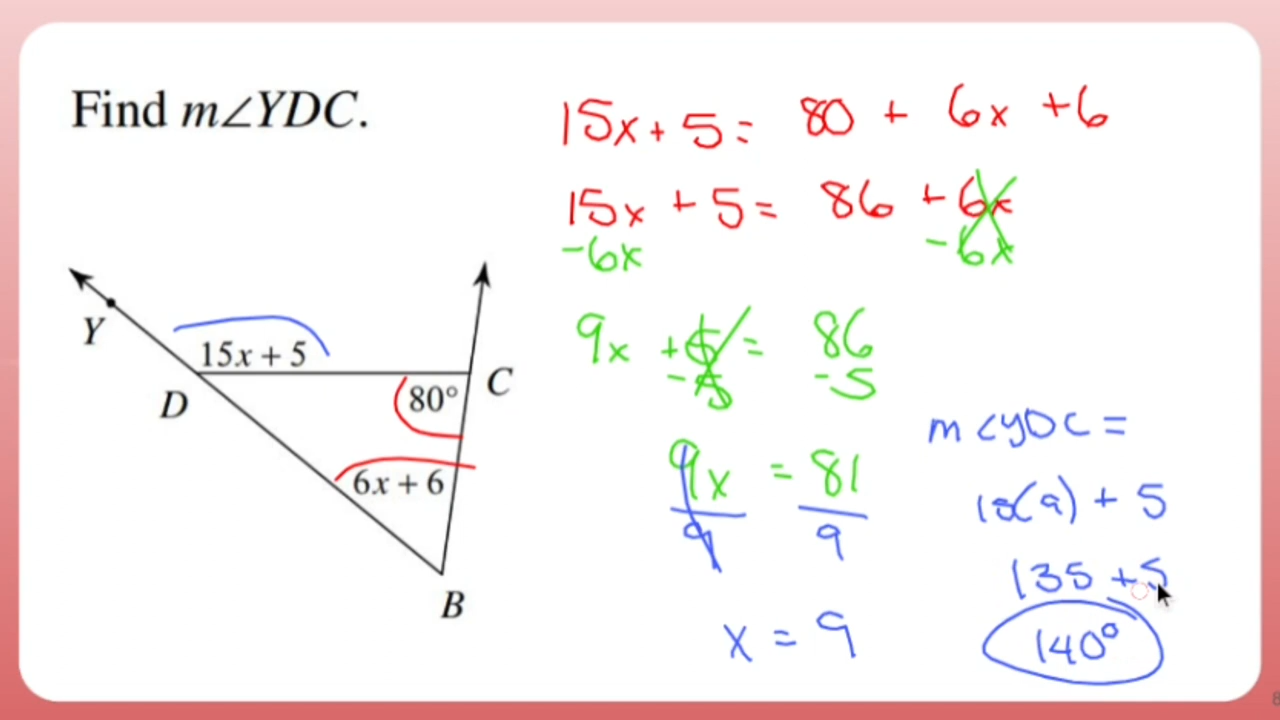 Find m∠YDC.
15x + 5 = 80 + 6x + 6
15x + 5 = 86 + 6x
-6x -6x
9x + 5 = 86
-5 -5
9x = 81
9 9
x = 9
Y
15x + 5
D
C
80°
6x + 6
B
m∠YDC =
15(9) + 5
135 + 5
140°
8